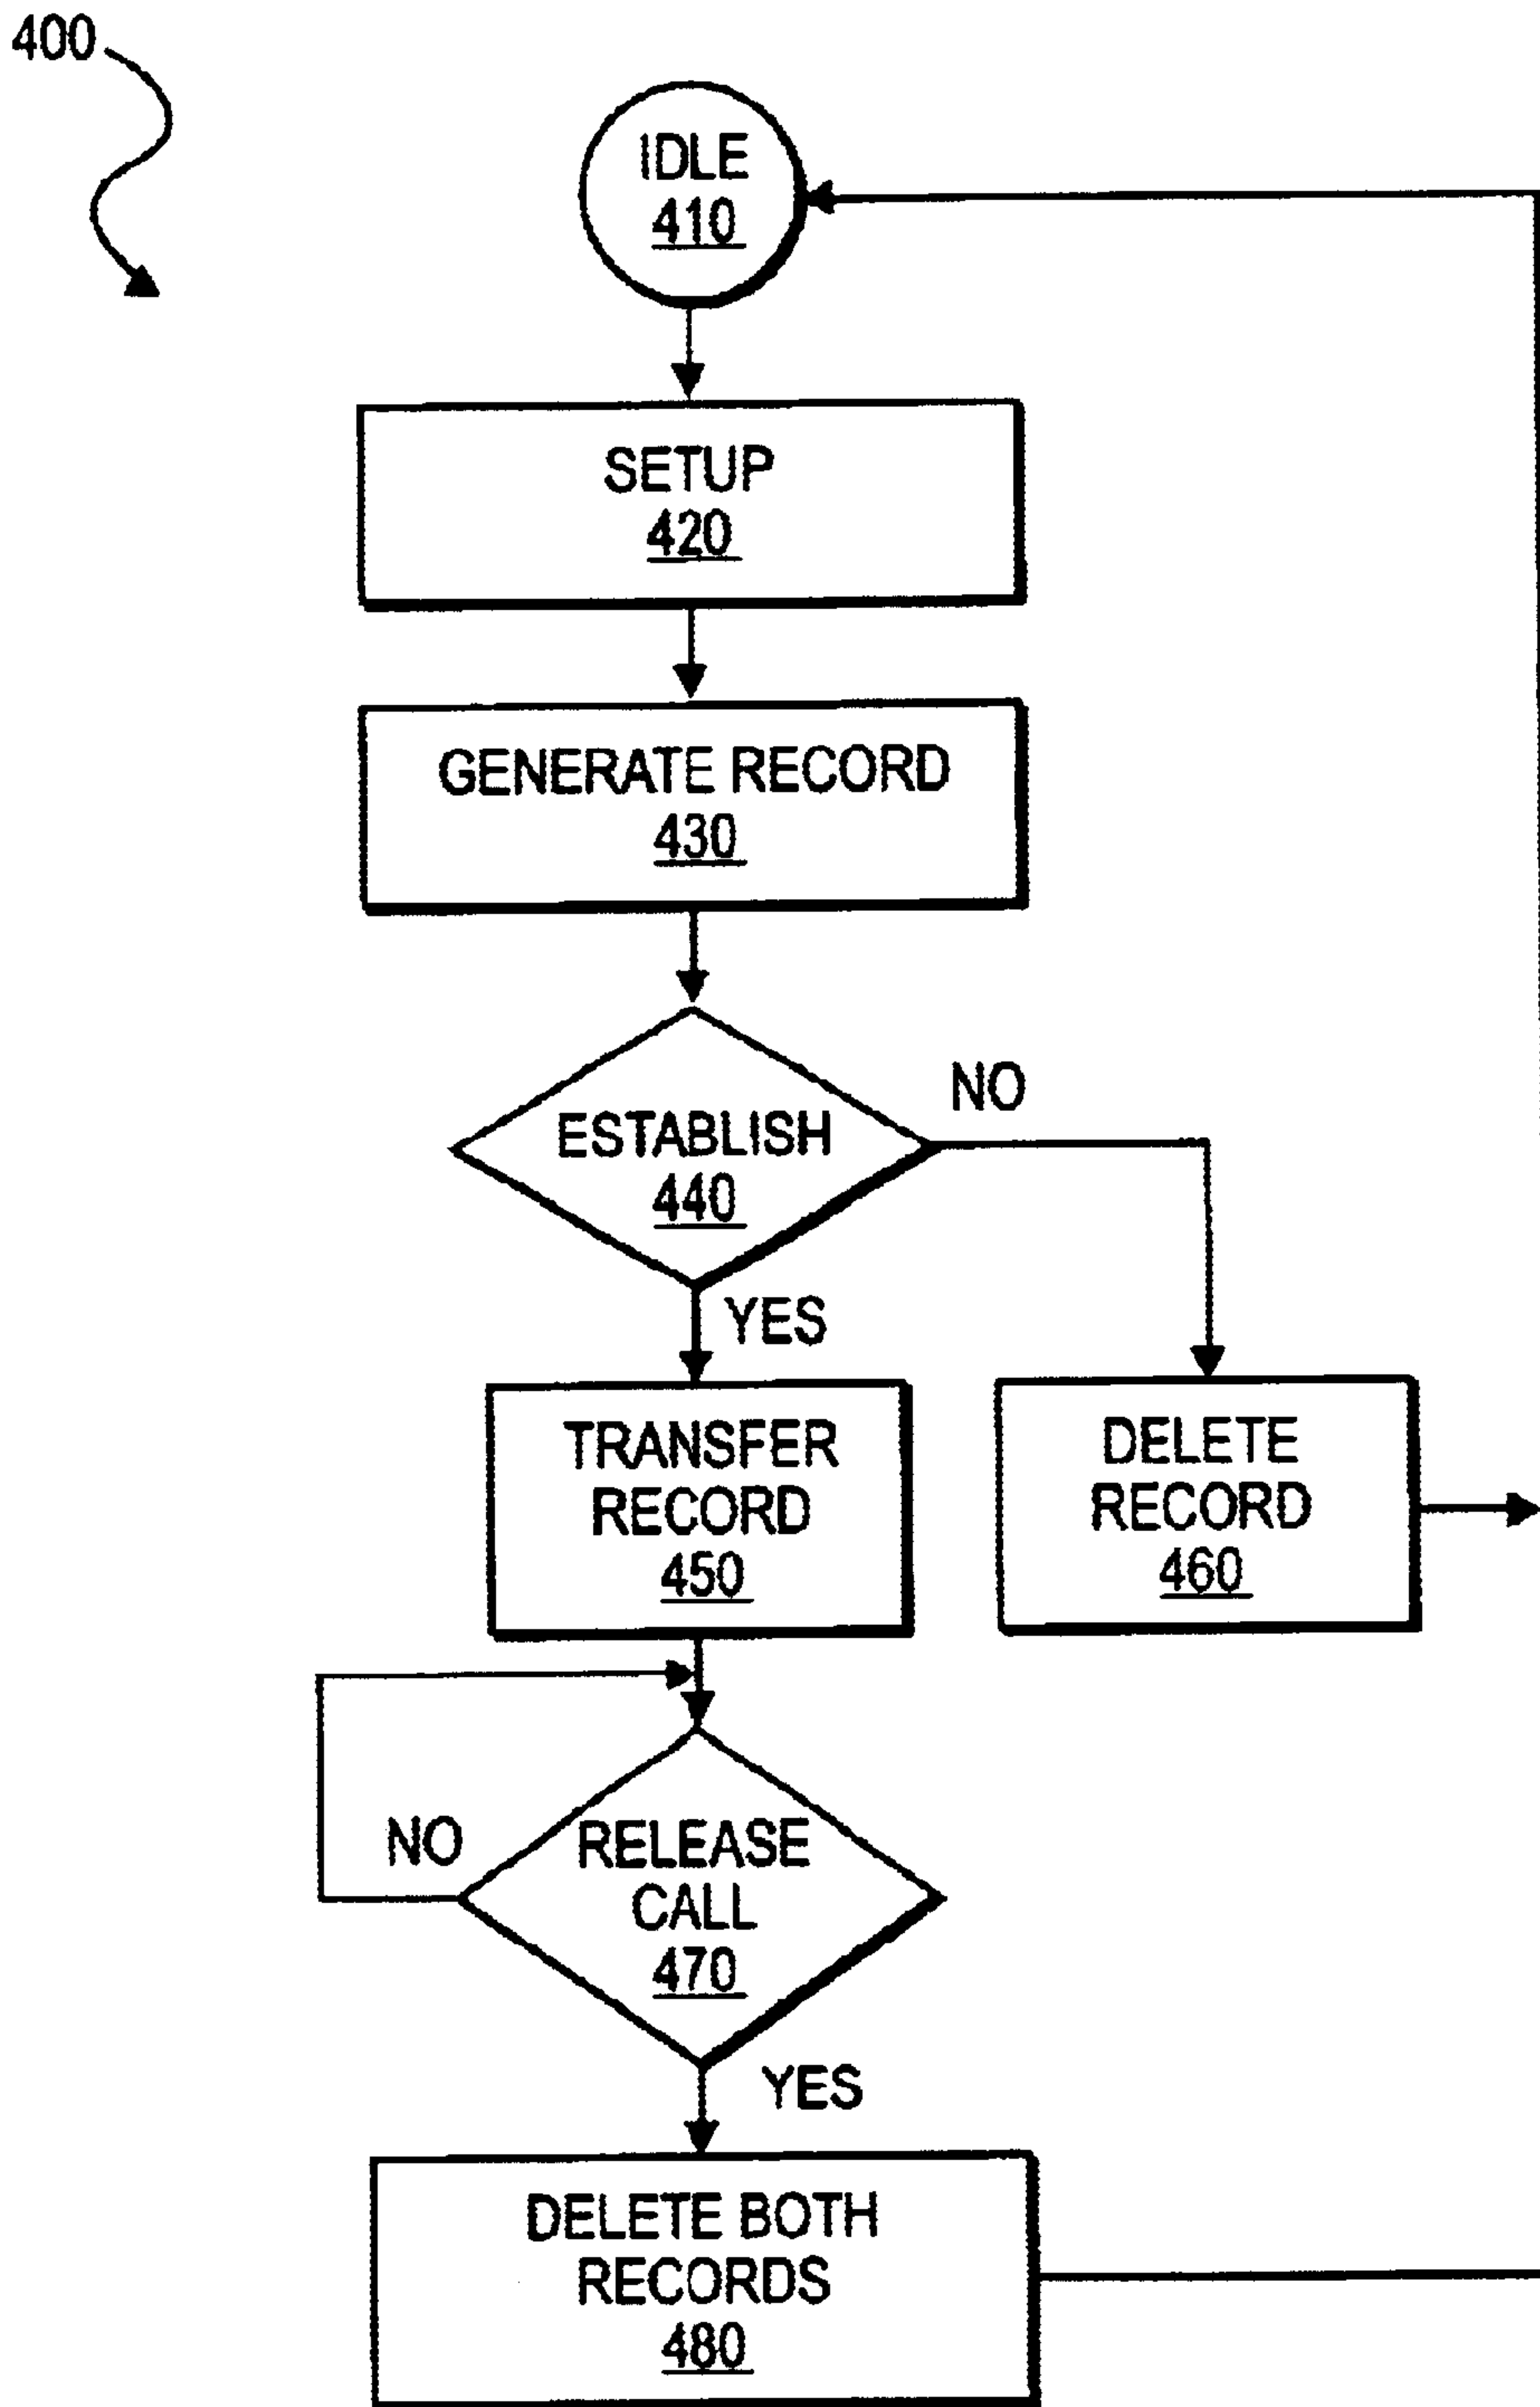 400
IDLE
410
SETUP
420
GENERATE RECORD
430
NO
ESTABLISH
440
YES
TRANSFER
RECORD
450
DELETE
RECORD
460
NO
RELEASE
CALL
470
YES
DELETE BOTH
RECORDS
480